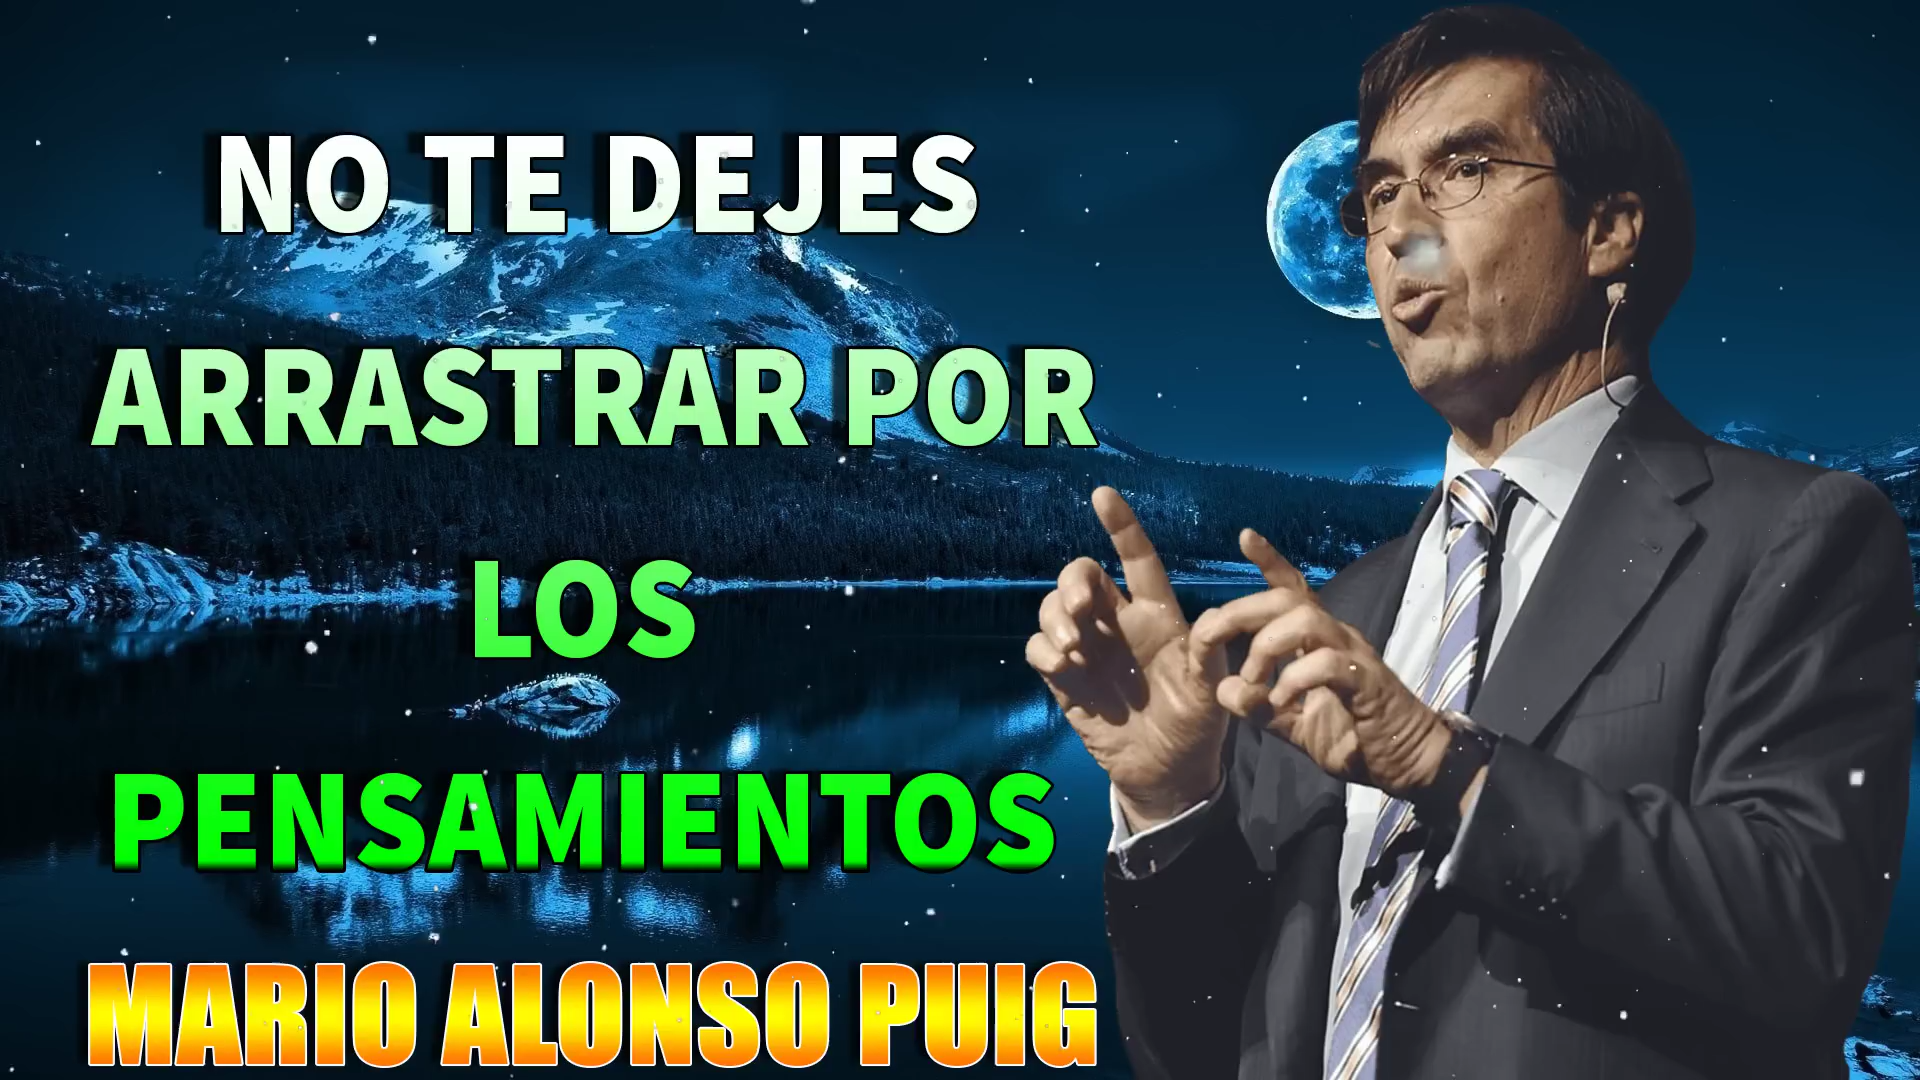 NO TE DEJES
ARRASTRAR POR
LOS
PENSAMIENTOS
MARIO ALONSO PUIG